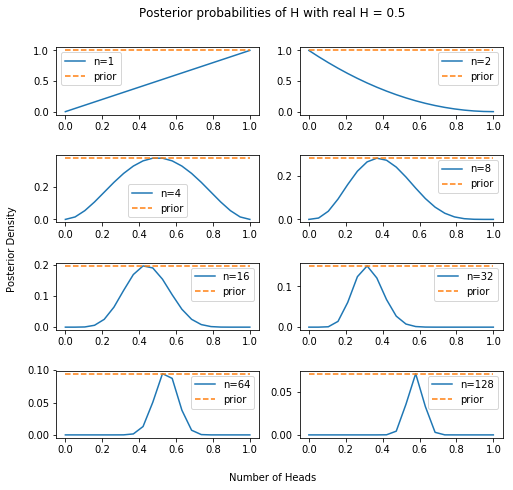 Posterior probabilities of H with real H = 0.5
1.0
0.5
0.0
n=1
prior
0.0 0.2 0.4 0.6 0.8 1.0
1.0
0.5
0.0
n=2
prior
0.0 0.2 0.4 0.6 0.8 1.0
0.2
0.0
n=4
prior
0.0 0.2 0.4 0.6 0.8 1.0
0.2
0.0
n=8
prior
0.0 0.2 0.4 0.6 0.8 1.0
Posterior Density
0.2
0.1
0.0
n=16
prior
0.0 0.2 0.4 0.6 0.8 1.0
0.1
0.0
n=32
prior
0.0 0.2 0.4 0.6 0.8 1.0
0.10
0.05
0.00
n=64
prior
0.0 0.2 0.4 0.6 0.8 1.0
0.05
0.00
n=128
prior
0.0 0.2 0.4 0.6 0.8 1.0
Number of Heads